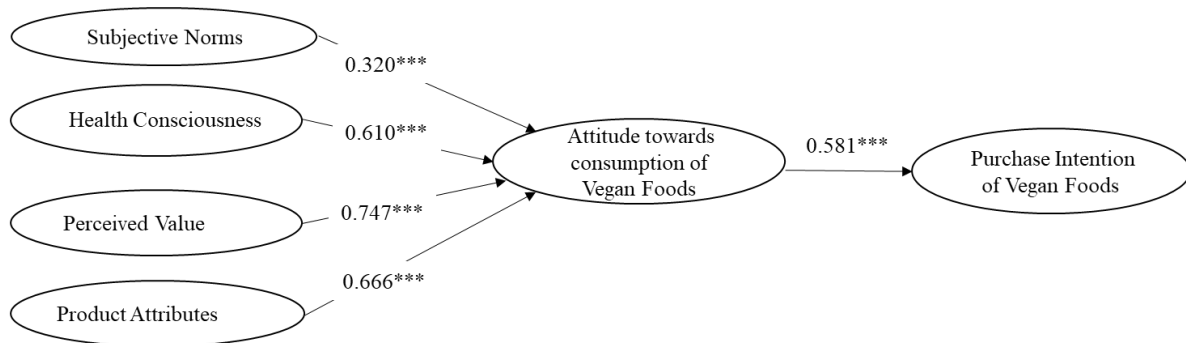 Subjective Norms
0.320***
Health Consciousness
0.610***
Perceived Value
0.747***
Product Attributes
0.666***
Attitude towards
consumption of
Vegan Foods
0.581***
Purchase Intention
of Vegan Foods